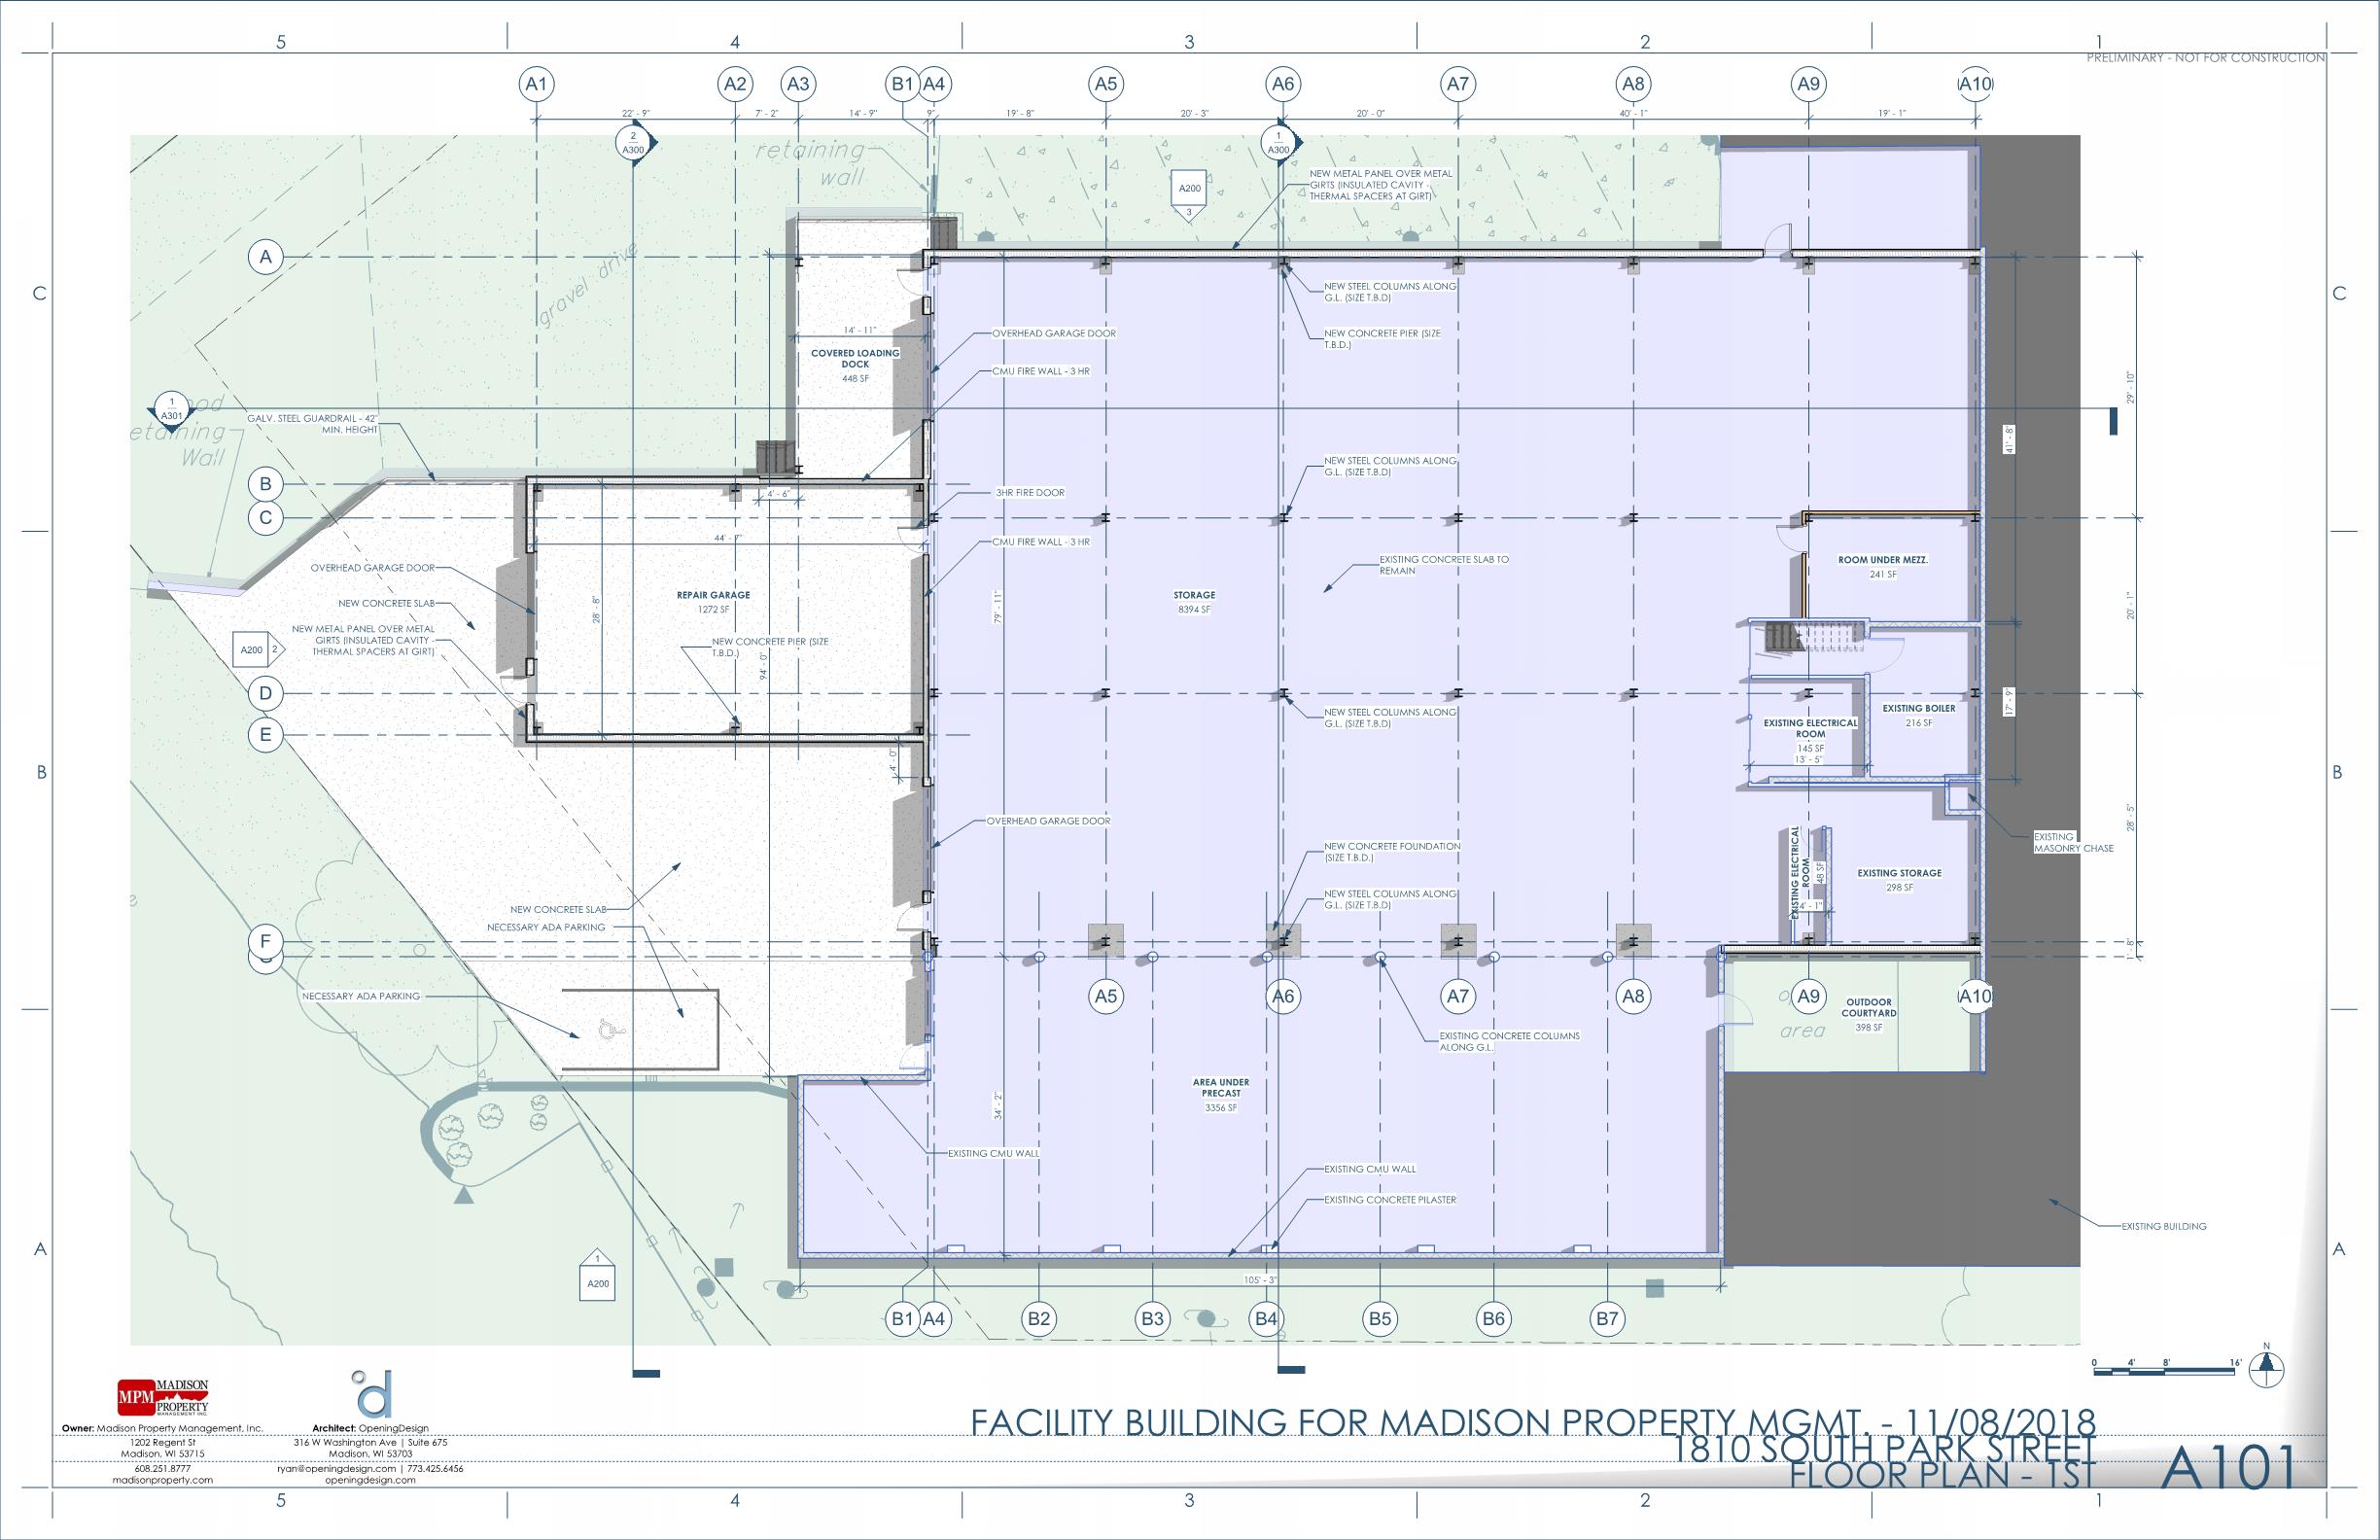 5 4 3 2 1
PRELIMINARY - NOT FOR CONSTRUCTION
A1 A2 A3 B1 A4 A5 A6 A7 A8 A9 A10
22' - 9" 7' - 2" 14' - 9" 9" 19' - 8" 20' - 3" 20' - 0" 40' - 1" 19' - 1"
2
A300
1
A300
retaining
wall
NEW METAL PANEL OVER METAL
GIRTS (INSULATED CAVITY -
THERMAL SPACERS AT GIRT)
A200
3
A
gravel drive
C
C
NEW STEEL COLUMNS ALONG
G.L. (SIZE T.B.D)
14' - 11"
OVERHEAD GARAGE DOOR
NEW CONCRETE PIER (SIZE
T.B.D.)
COVERED LOADING
DOCK
448 SF
CMU FIRE WALL - 3 HR
29' - 10"
1
A301
ood
etaining
Wall
GALV. STEEL GUARDRAIL - 42"
MIN. HEIGHT
41' - 8"
NEW STEEL COLUMNS ALONG
G.L. (SIZE T.B.D)
B
4' - 6"
3HR FIRE DOOR
C
44' - 7"
CMU FIRE WALL - 3 HR
EXISTING CONCRETE SLAB TO
REMAIN
ROOM UNDER MEZZ.
241 SF
OVERHEAD GARAGE DOOR
REPAIR GARAGE
1272 SF
STORAGE
8394 SF
28' - 8"
79' - 11"
20' - 1"
NEW CONCRETE SLAB
NEW METAL PANEL OVER METAL
GIRTS (INSULATED CAVITY -
THERMAL SPACERS AT GIRT)
A200 2
NEW CONCRETE PIER (SIZE
T.B.D.)
94' - 0"
D
17' - 9"
NEW STEEL COLUMNS ALONG
G.L. (SIZE T.B.D)
EXISTING BOILER
216 SF
EXISTING ELECTRICAL
ROOM
145 SF
13' - 5"
E
4' - 0"
B
B
OVERHEAD GARAGE DOOR
28' - 5"
EXISTING
MASONRY CHASE
NEW CONCRETE FOUNDATION
(SIZE T.B.D.)
EXISTING ELECTRICAL
ROOM
48 SF
4' - 1"
EXISTING STORAGE
298 SF
NEW STEEL COLUMNS ALONG
G.L. (SIZE T.B.D)
NEW CONCRETE SLAB
NECESSARY ADA PARKING
F
1' - 8"
NECESSARY ADA PARKING
A5 A6 A7 A8 A9 A10
OUTDOOR
COURTYARD
398 SF
area
EXISTING CONCRETE COLUMNS
ALONG G.L.
AREA UNDER
PRECAST
3356 SF
34' - 2"
EXISTING CMU WALL
EXISTING CMU WALL
EXISTING CONCRETE PILASTER
EXISTING BUILDING
A
A
1
A200
105' - 3"
B1 A4 B2 B3 B4 B5 B6 B7
0 4' 8' 16'
N
MPM MADISON
PROPERTY
MANAGEMENT INC.
d
Owner: Madison Property Management, Inc.
1202 Regent St
Madison, WI 53715
608.251.8777
madisonproperty.com
Architect: OpeningDesign
316 W Washington Ave | Suite 675
Madison, WI 53703
ryan@openingdesign.com | 773.425.6456
openingdesign.com
FACILITY BUILDING FOR MADISON PROPERTY MGMT. - 11/08/2018
1810 SOUTH PARK STREET
FLOOR PLAN - 1ST
A101
5 4 3 2 1